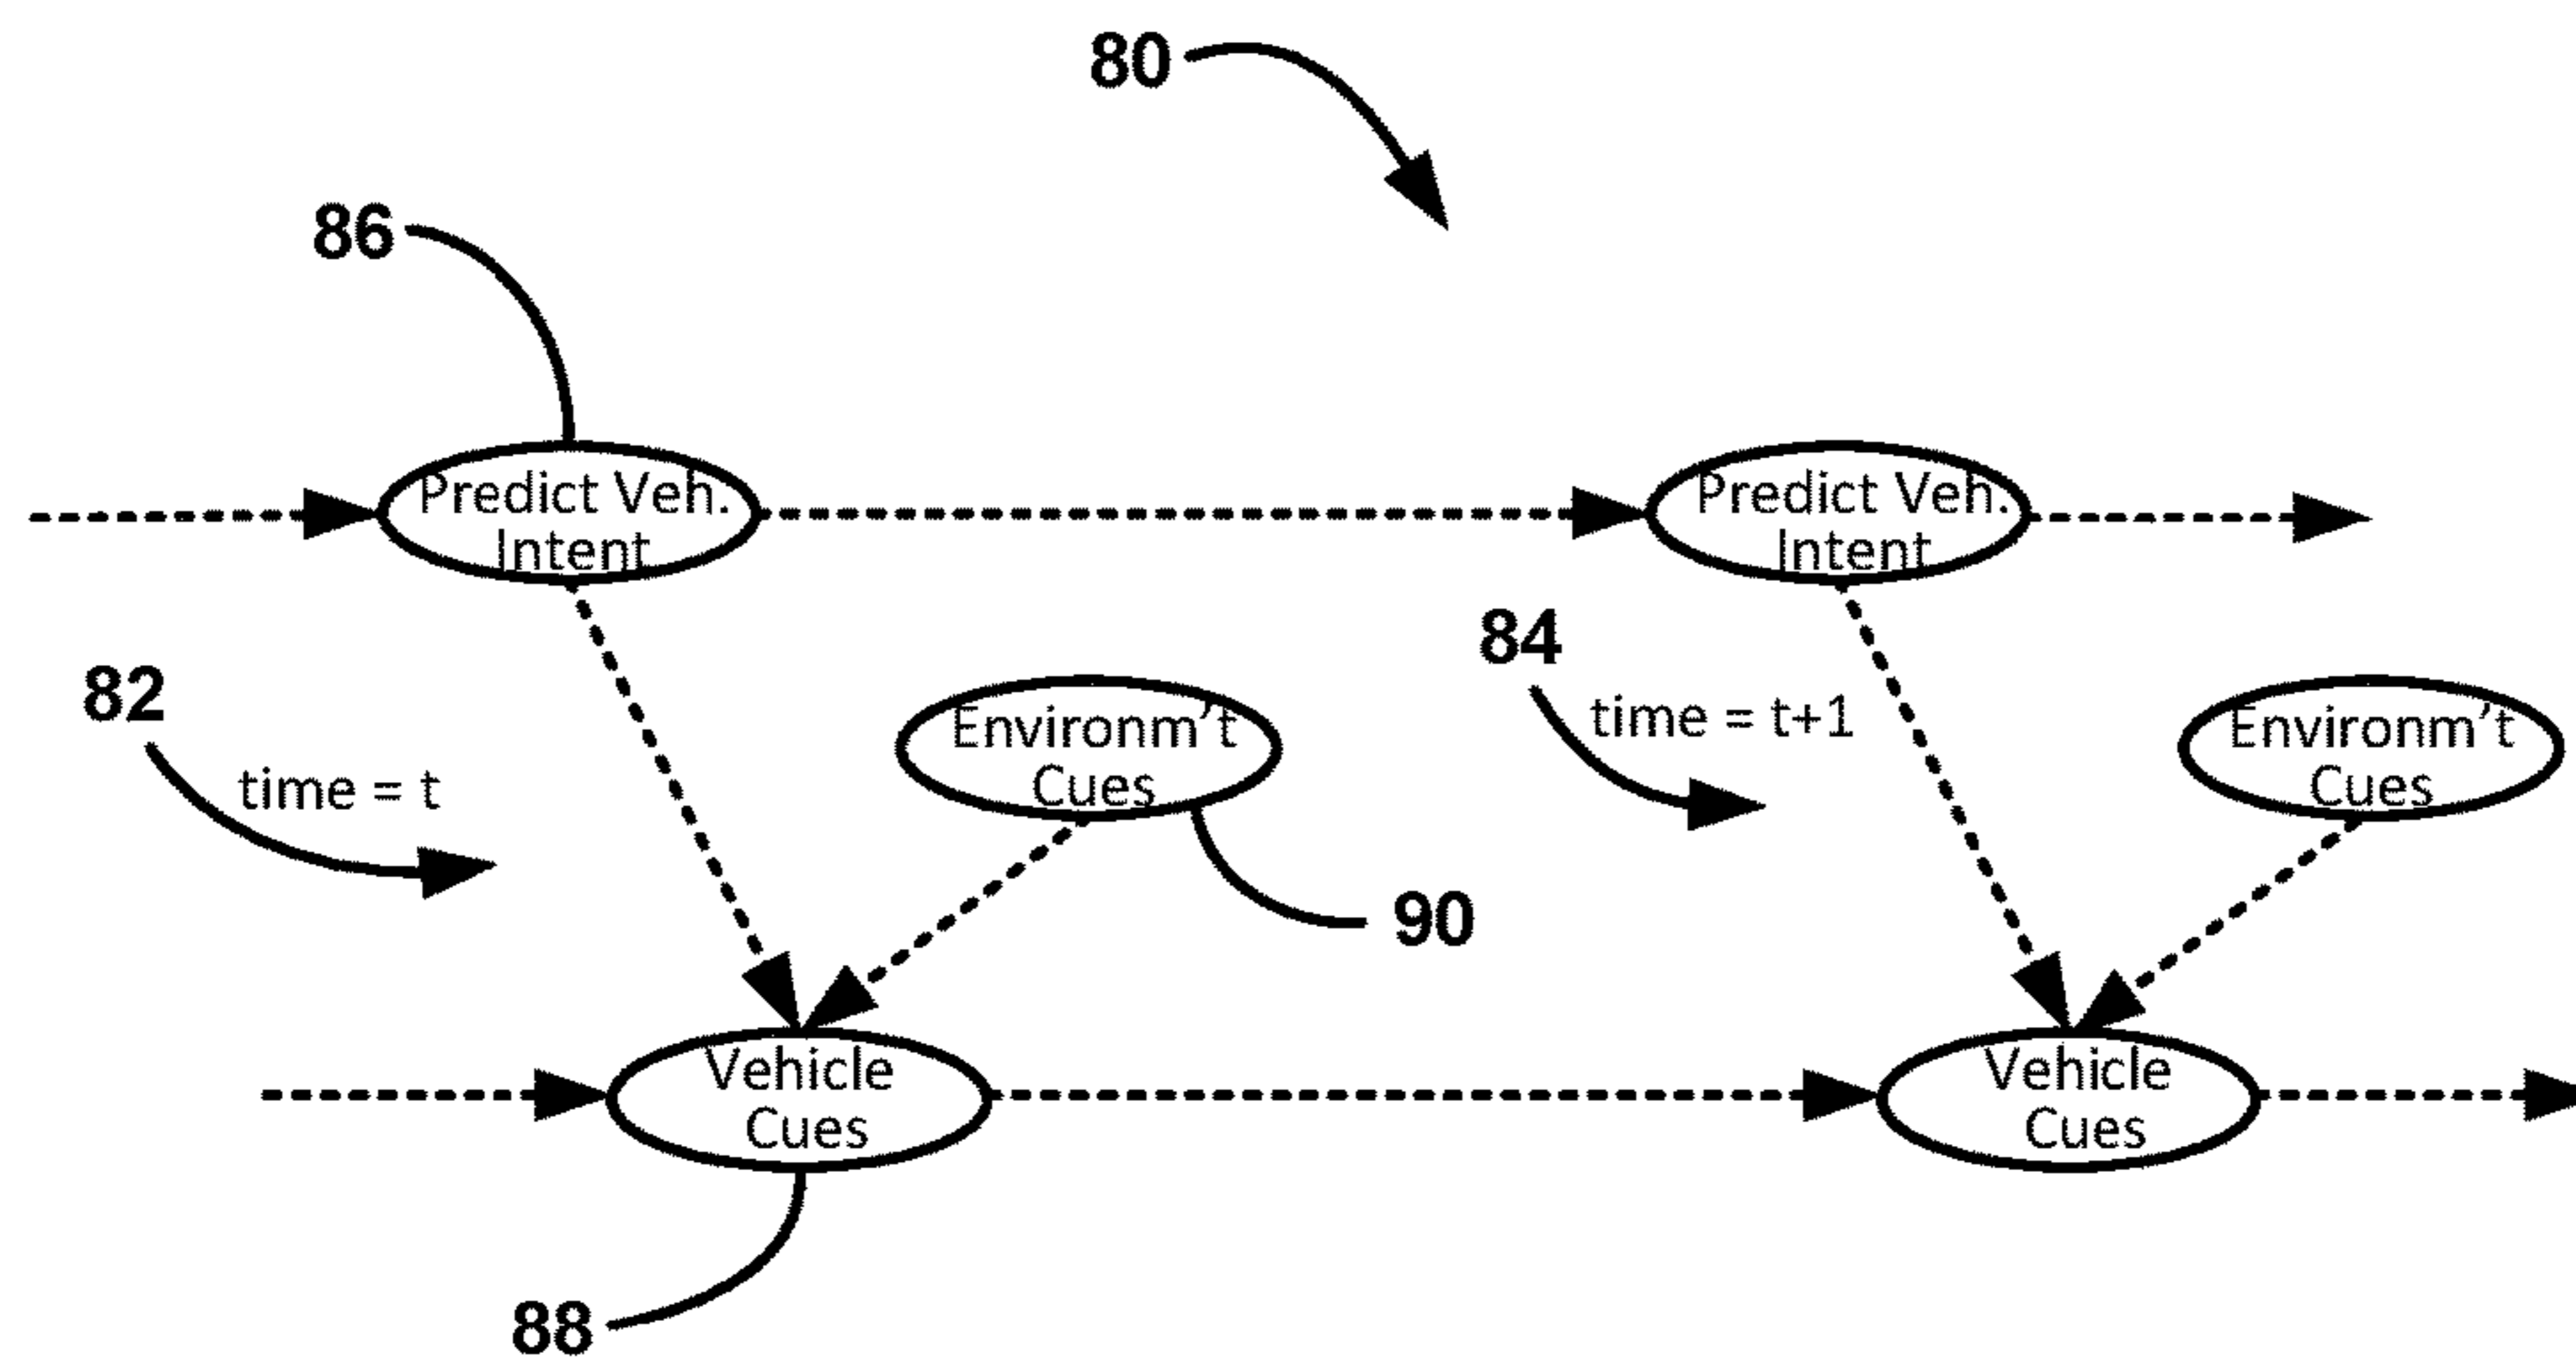 80
86
Predict Veh.
Intent
Predict Veh.
Intent
82
time = t
Environm't
Cues
84
time = t+1
Environm't
Cues
90
Vehicle
Cues
Vehicle
Cues
88